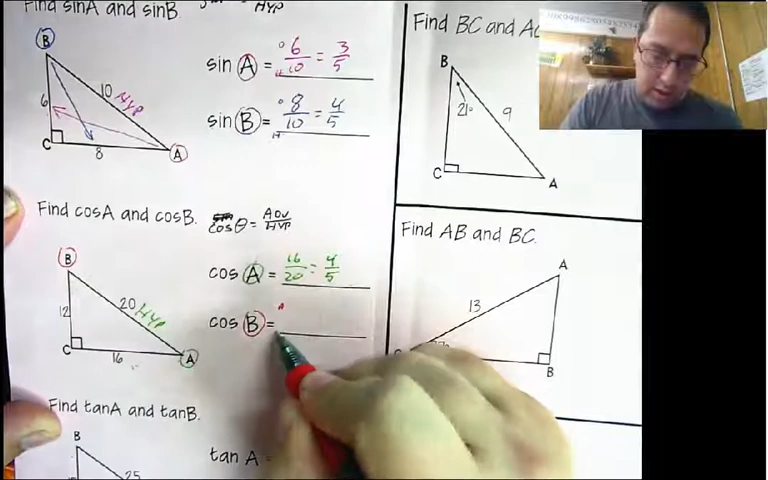 Find sinA and sinB.
HYP
B
10 HYP
6
C
8
A
sin A = 6/10 = 3/5
sin B = 8/10 = 4/5
Find cosA and cosB.
cos θ = ADJ/HYP
B
20 HYP
12
C
16
A
cos A = 16/20 = 4/5
cos B = A
Find tanA and tanB.
B
25
tan A =
Find BC and AC
B
21°
9
C
A
Find AB and BC.
A
13
B